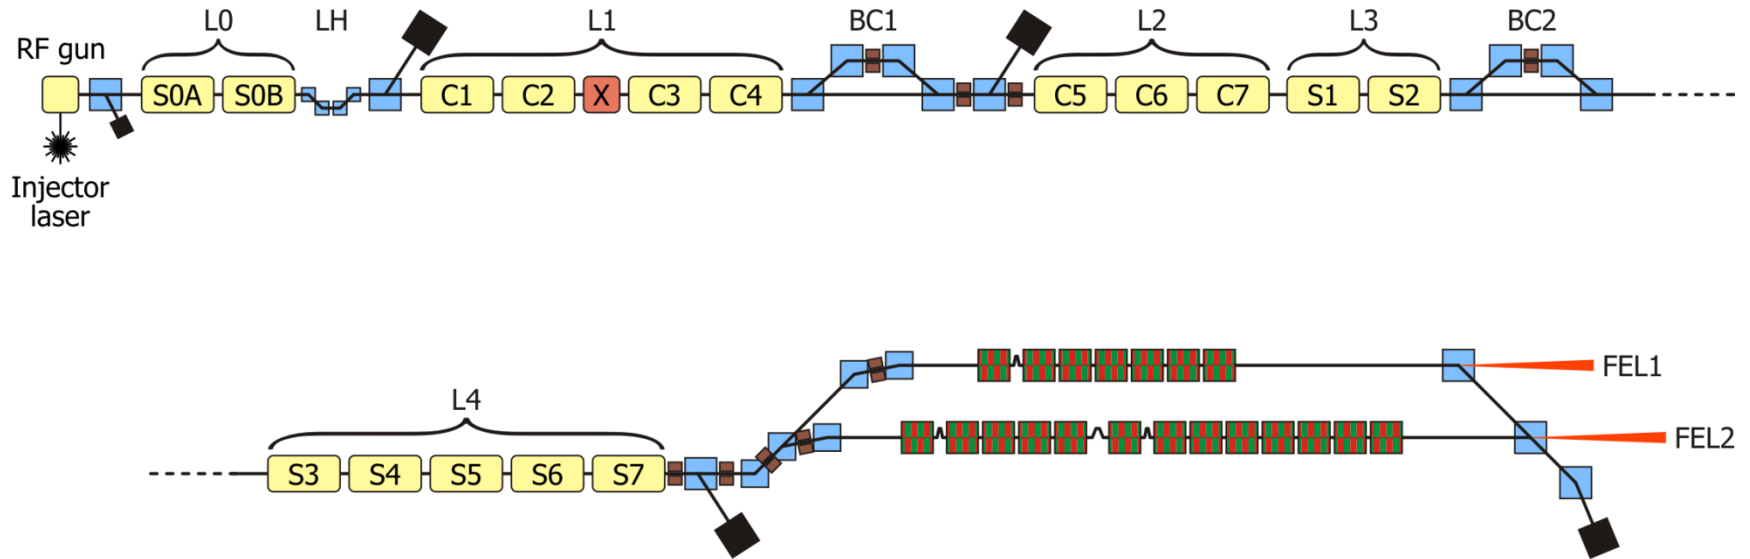 L0 LH L1 BC1 L2 L3 BC2
RF gun
S0A S0B C1 C2 X C3 C4 C5 C6 C7 S1 S2
Injector
laser
FEL1
L4
FEL2
S3 S4 S5 S6 S7